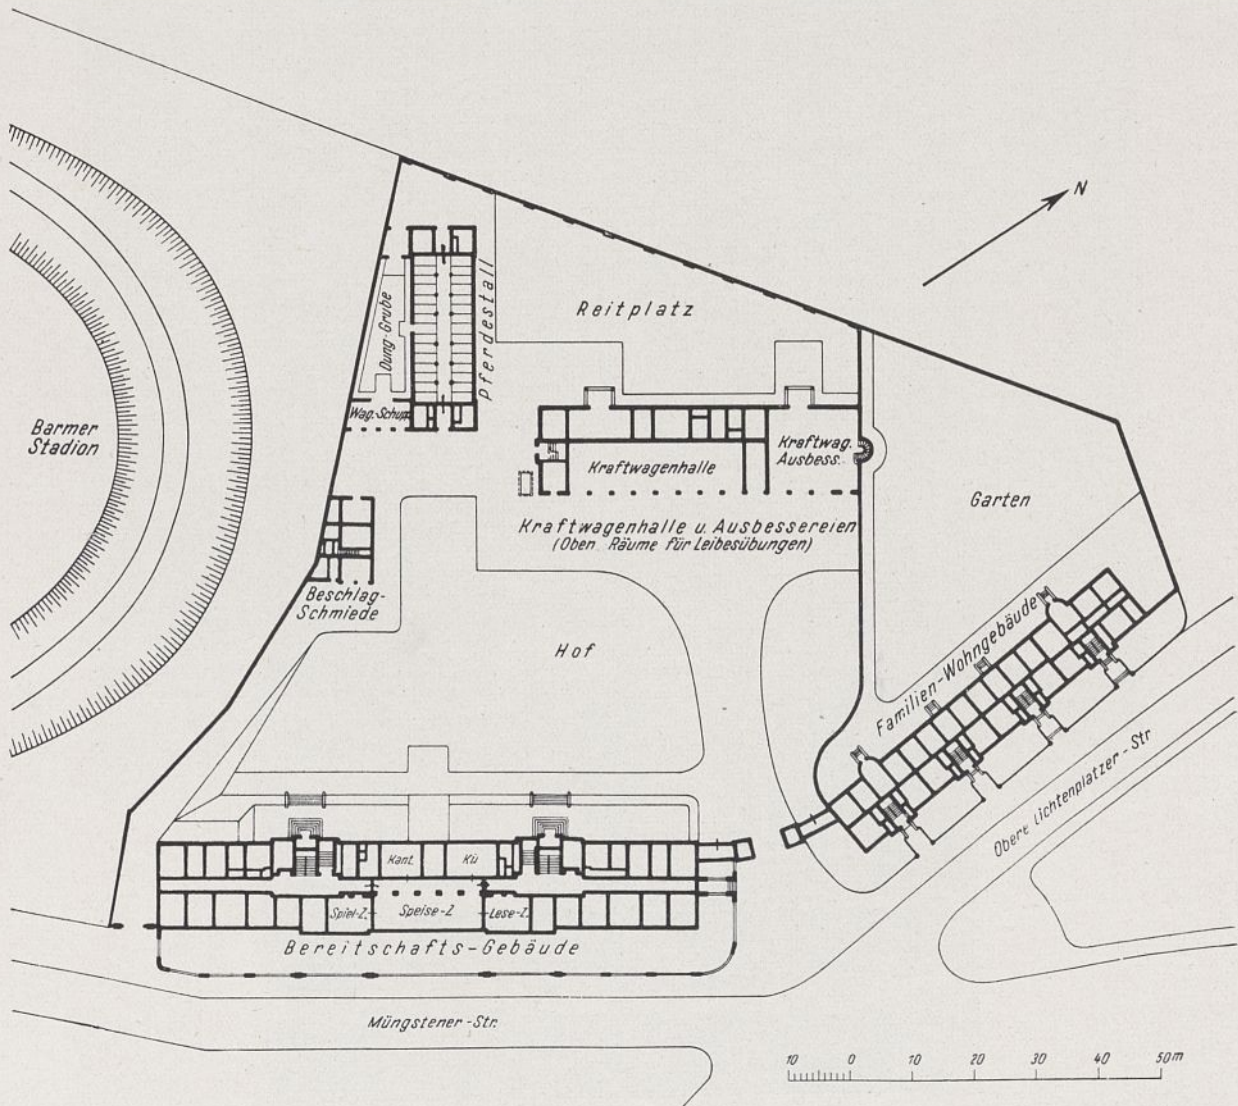 N
Reitplatz
Pferdestall
Dung-Grube
Wag.-Schup.
Barmer
Stadion
Kraftwag.
Ausbess.
Kraftwagenhalle
Garten
Kraftwagenhalle u. Ausbessereien
(Oben Räume für Leibesübungen)
Beschlag-
Schmiede
Hof
Familien-Wohngebäude
Obere Lichtenplatzer-Str
Kant.
Kü
Spiel-Z.
Speise-Z
Lese-Z.
Bereitschafts-Gebäude
Müngstener-Str.
10 0 10 20 30 40 50m